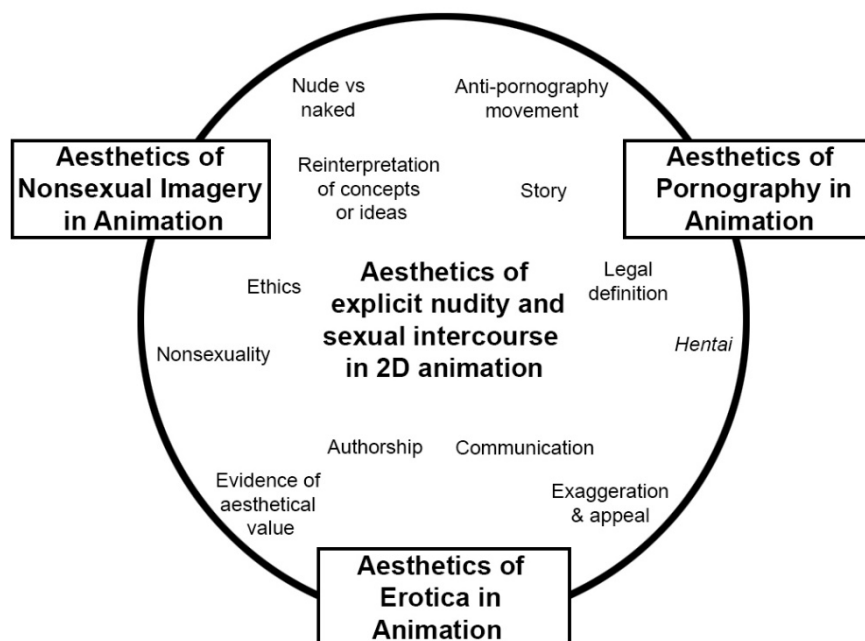 Nude vs
naked
Anti-pornography
movement
Aesthetics of
Nonsexual Imagery
in Animation
Reinterpretation
of concepts
or ideas
Story
Aesthetics of
Pornography in
Animation
Ethics
Aesthetics of
explicit nudity and
sexual intercourse
in 2D animation
Legal
definition
Nonsexuality
Hentai
Authorship
Communication
Evidence of
aesthetical
value
Exaggeration
& appeal
Aesthetics of
Erotica in
Animation